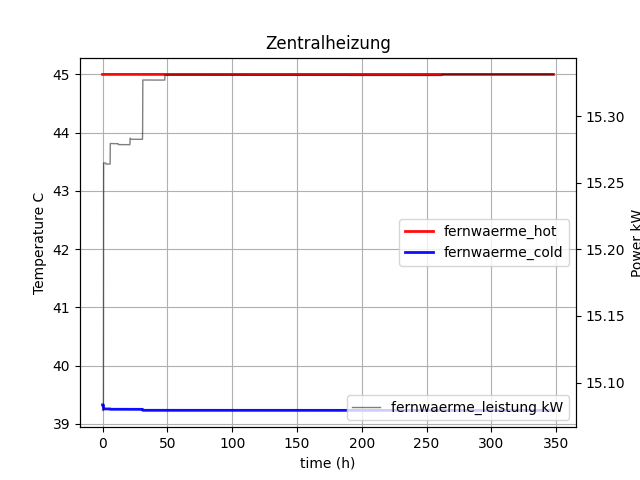 Zentralheizung
45
44
43
42
41
40
39
Temperature C
15.30
15.25
15.20
15.15
15.10
Power kW
fernwaerme_hot
fernwaerme_cold
fernwaerme_leistung kW
0 50 100 150 200 250 300 350
time (h)